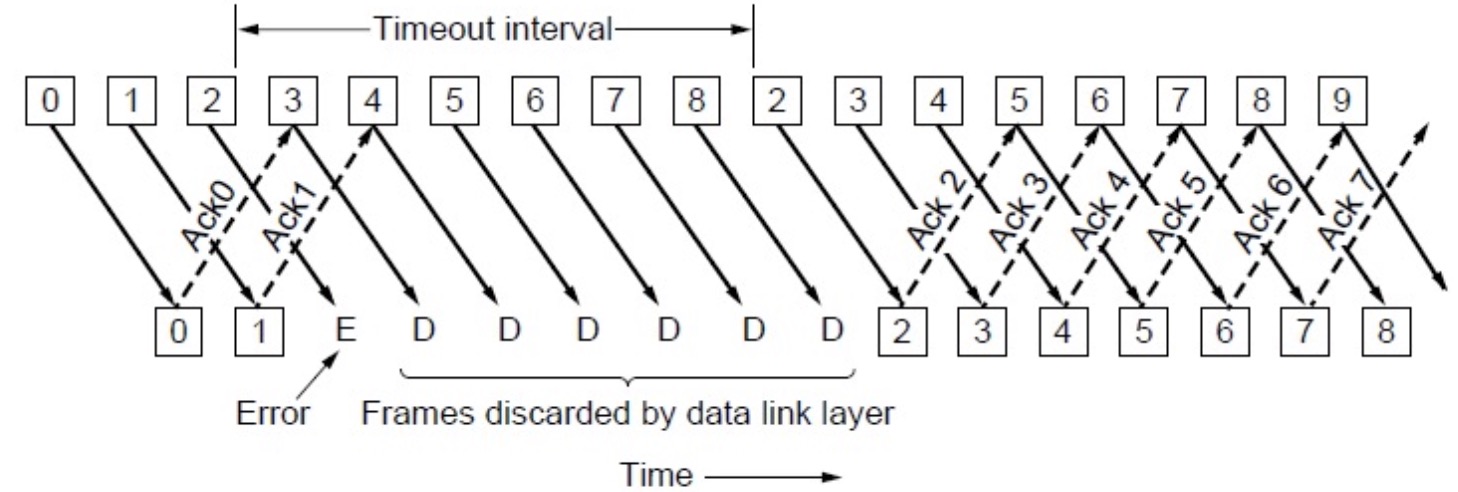 Timeout interval
0 1 2 3 4 5 6 7 8 2 3 4 5 6 7 8 9
Ack0 Ack1 Ack 2 Ack 3 Ack 4 Ack 5 Ack 6 Ack 7
0 1 E D D D D D D 2 3 4 5 6 7 8
Error Frames discarded by data link layer
Time